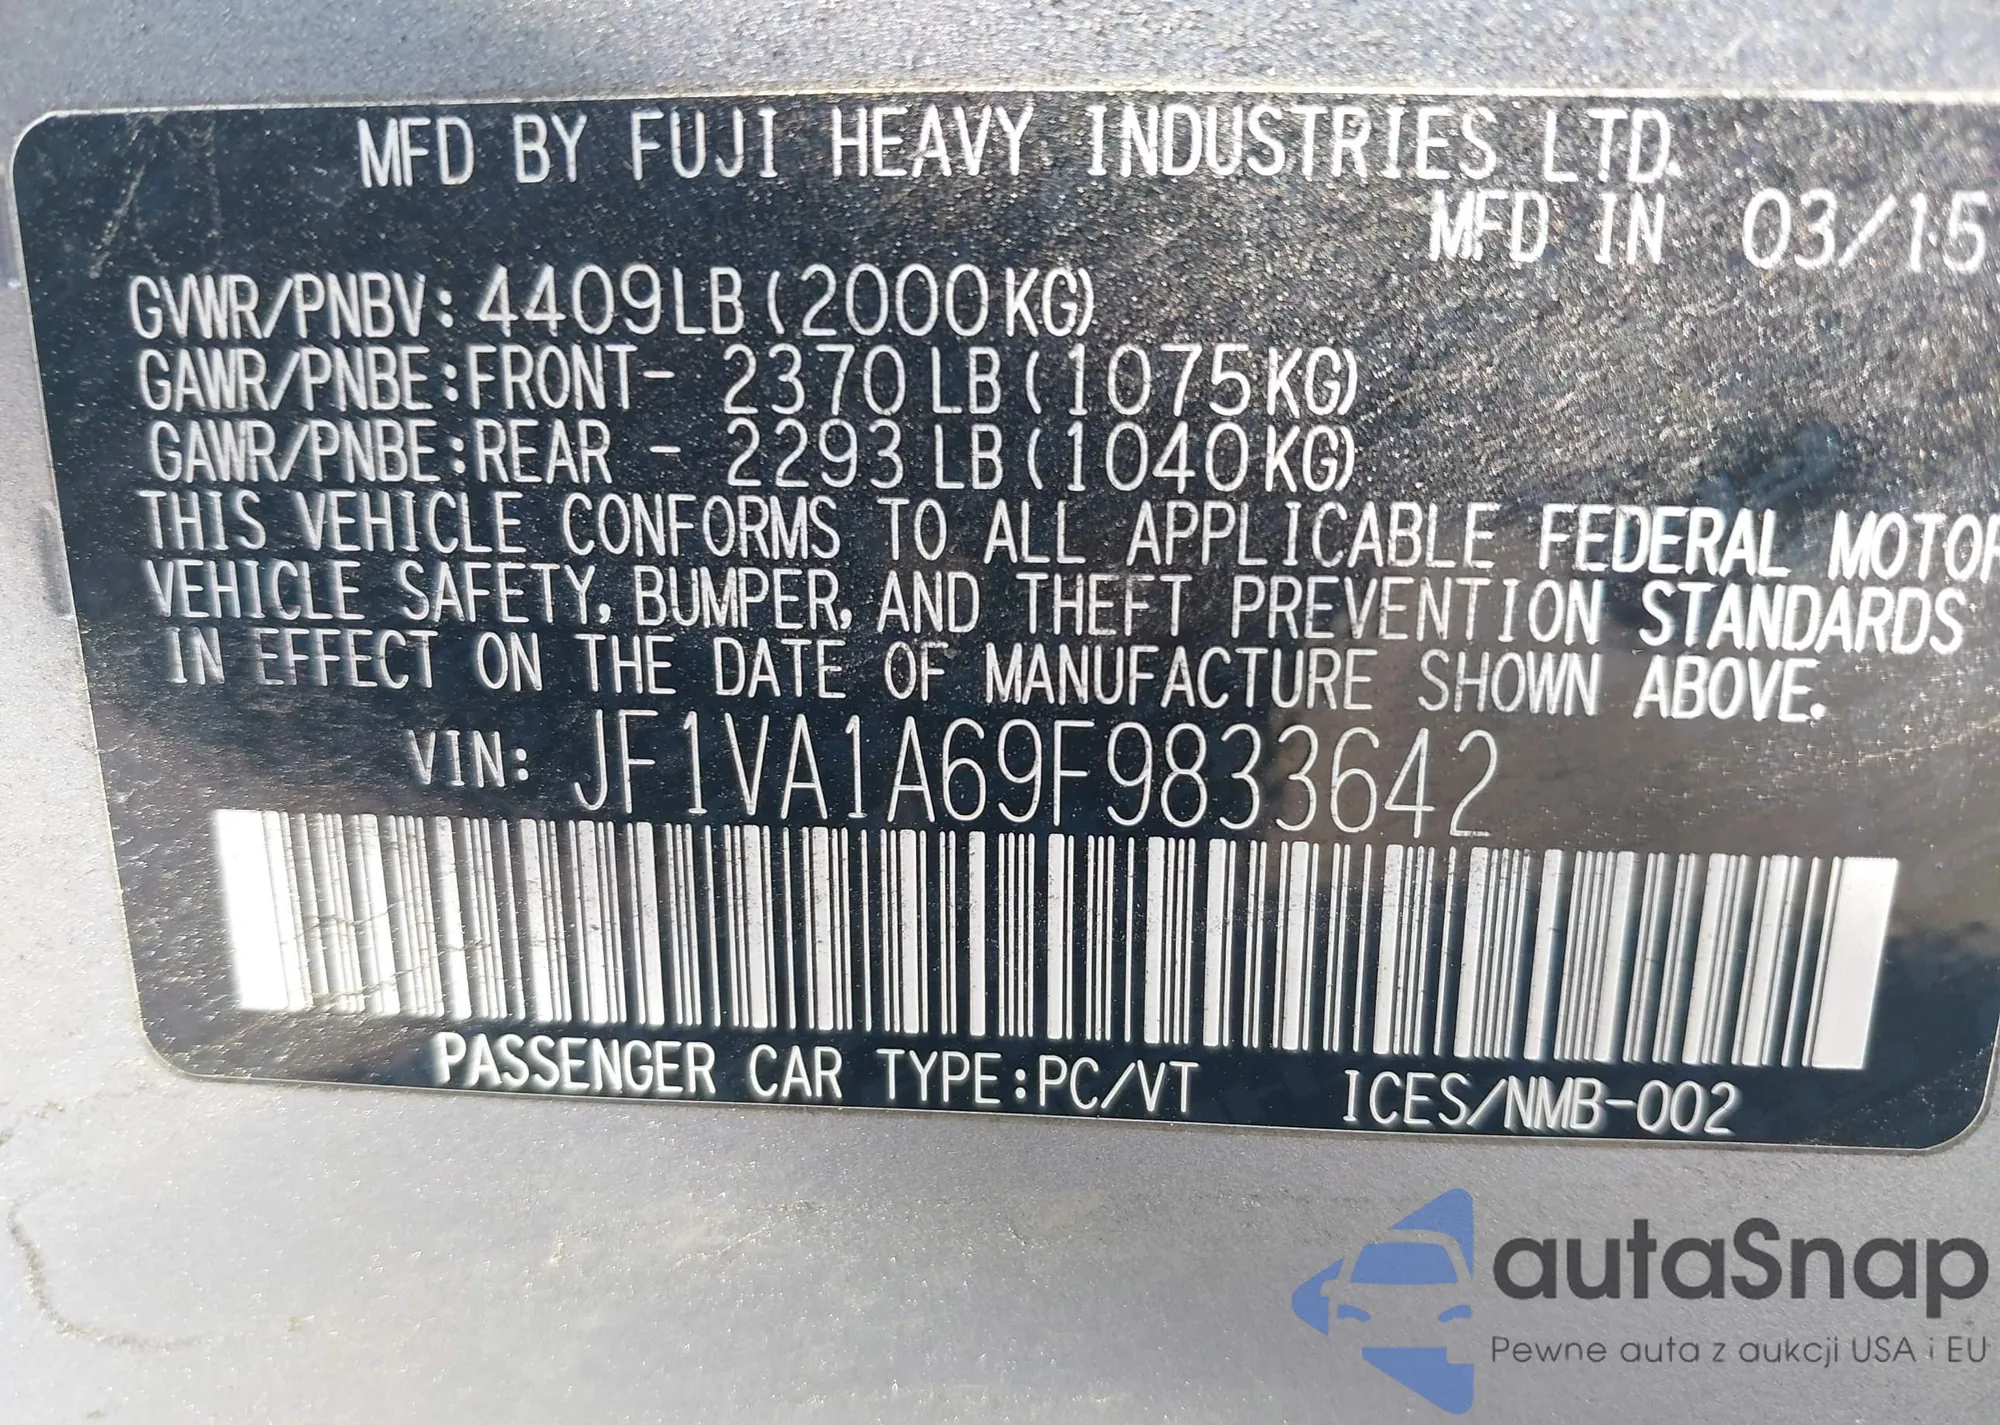 MFD BY FUJI HEAVY INDUSTRIES LTD.
MFD IN 03/15
GVWR/PNBV: 4409LB (2000KG)
GAWR/PNBE:FRONT- 2370LB (1075KG)
GAWR/PNBE:REAR - 2293LB (1040KG)
THIS VEHICLE CONFORMS TO ALL APPLICABLE FEDERAL MOTOR
VEHICLE SAFETY, BUMPER, AND THEFT PREVENTION STANDARDS
IN EFFECT ON THE DATE OF MANUFACTURE SHOWN ABOVE.
VIN: JF1VA1A69F9833642
PASSENGER CAR TYPE:PC/VT ICES/NMB-002
autaSnap
Pewne auta z aukcji USA i EU